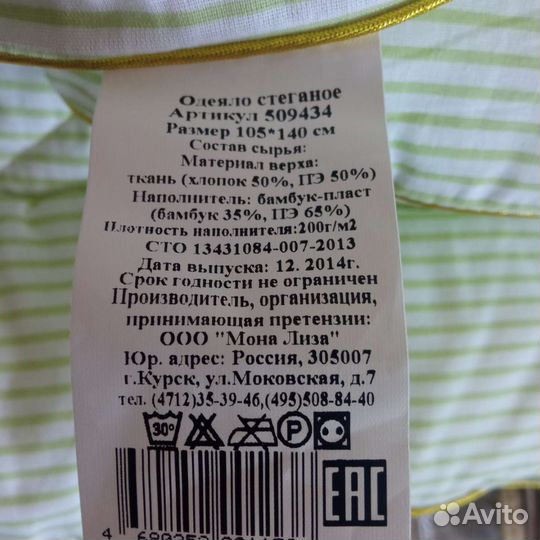 Одеяло стеганое
Артикул 509434
Размер 105*140 см
Состав сырья:
Материал верха:
ткань (хлопок 50%, ПЭ 50%)
Наполнитель: бамбук-пласт
(бамбук 35%, ПЭ 65%)
Плотность наполнителя:200г/м2
СТО 13431084-007-2013
Дата выпуска: 12. 2014г.
Срок годности не ограничен
Производитель, организация,
принимающая претензии:
ООО "Мона Лиза"
Юр. адрес: Россия, 305007
г.Курск, ул.Моковская, д.7
тел. (4712)35-39-46,(495)508-84-40
30° P
EAC
Avito